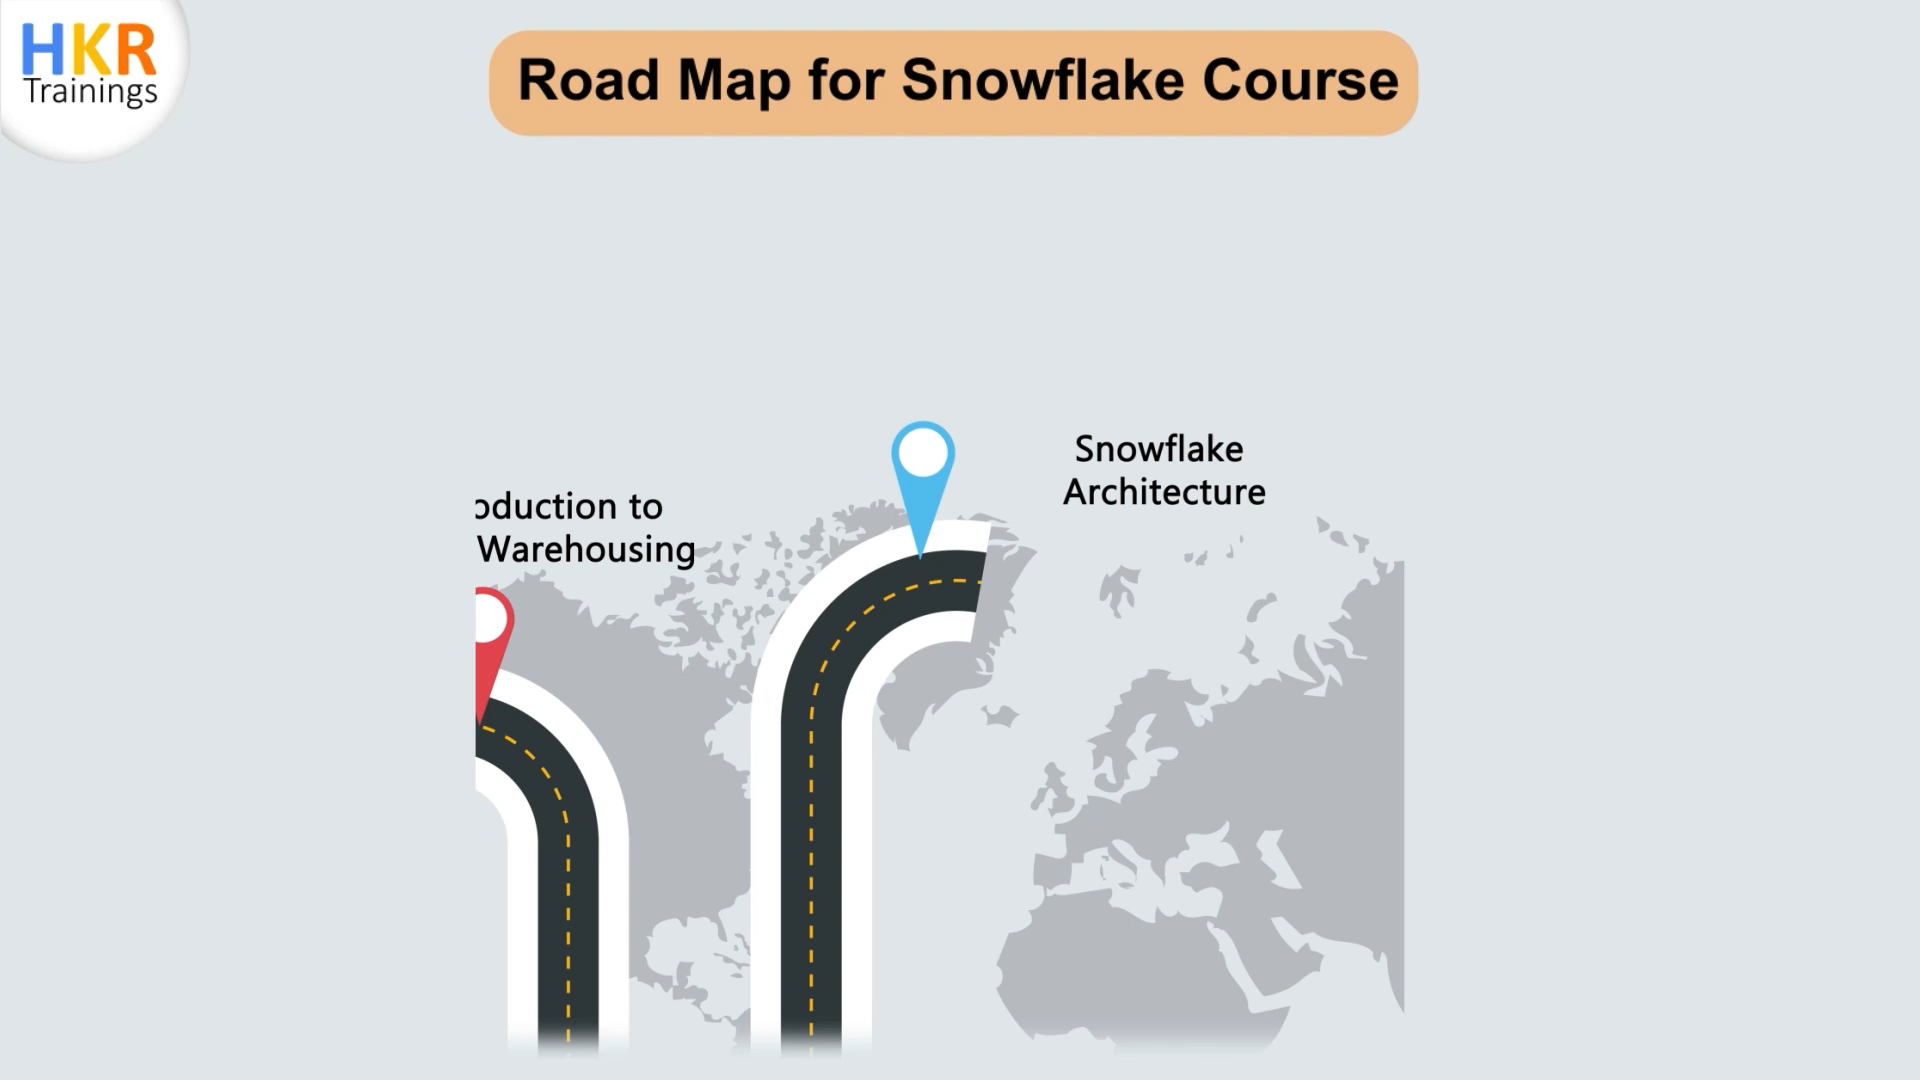 HKR
Trainings
Road Map for Snowflake Course
oduction to
Warehousing
Snowflake
Architecture